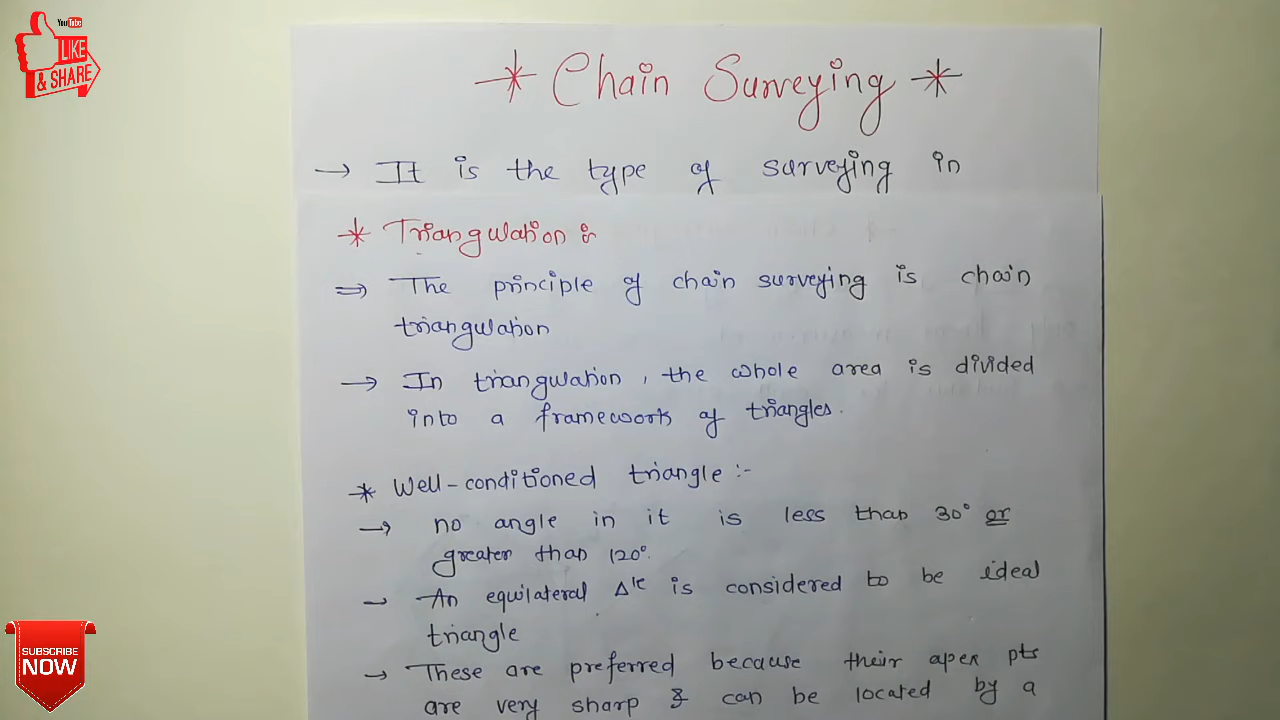 YouTube
LIKE
& SHARE
* Chain Surveying *
→ It is the type of surveying in
* Triangulation :-
⇒ The principle of chain surveying is chain
triangulation
→ In triangulation, the whole area is divided
into a framework of triangles.
* Well-conditioned triangle :-
→ no angle in it is less than 30° or
greater than 120°.
→ An equilateral Δle is considered to be ideal
triangle
→ These are preferred because their apex pts
are very sharp & can be located by a
SUBSCRIBE
NOW